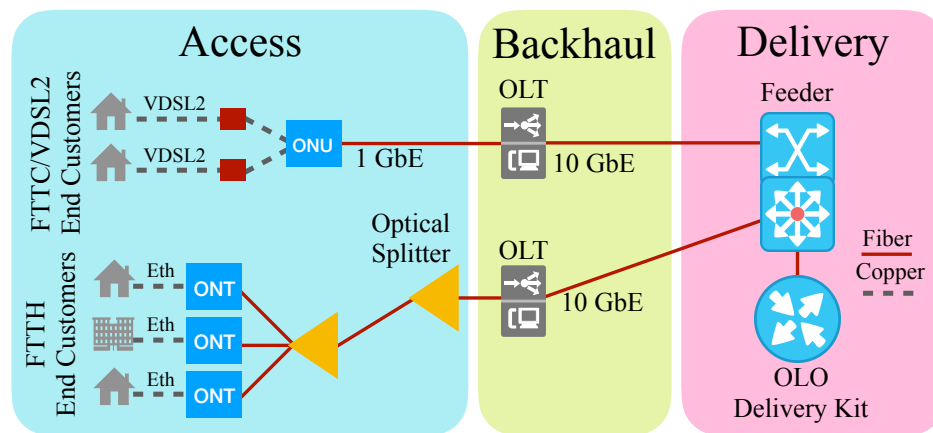 Access
Backhaul
Delivery
FTTC/VDSL2
End Customers
VDSL2
VDSL2
ONU
1 GbE
OLT
10 GbE
Feeder
Optical
Splitter
OLT
10 GbE
Fiber
Copper
FTTH
End Customers
Eth
ONT
Eth
ONT
Eth
ONT
OLO
Delivery Kit